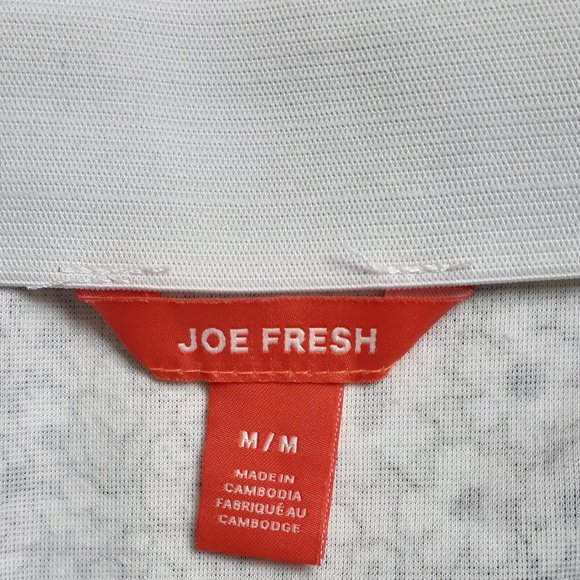 JOE FRESH
M / M
MADE IN
CAMBODIA
FABRIQUÉ AU
CAMBODGE